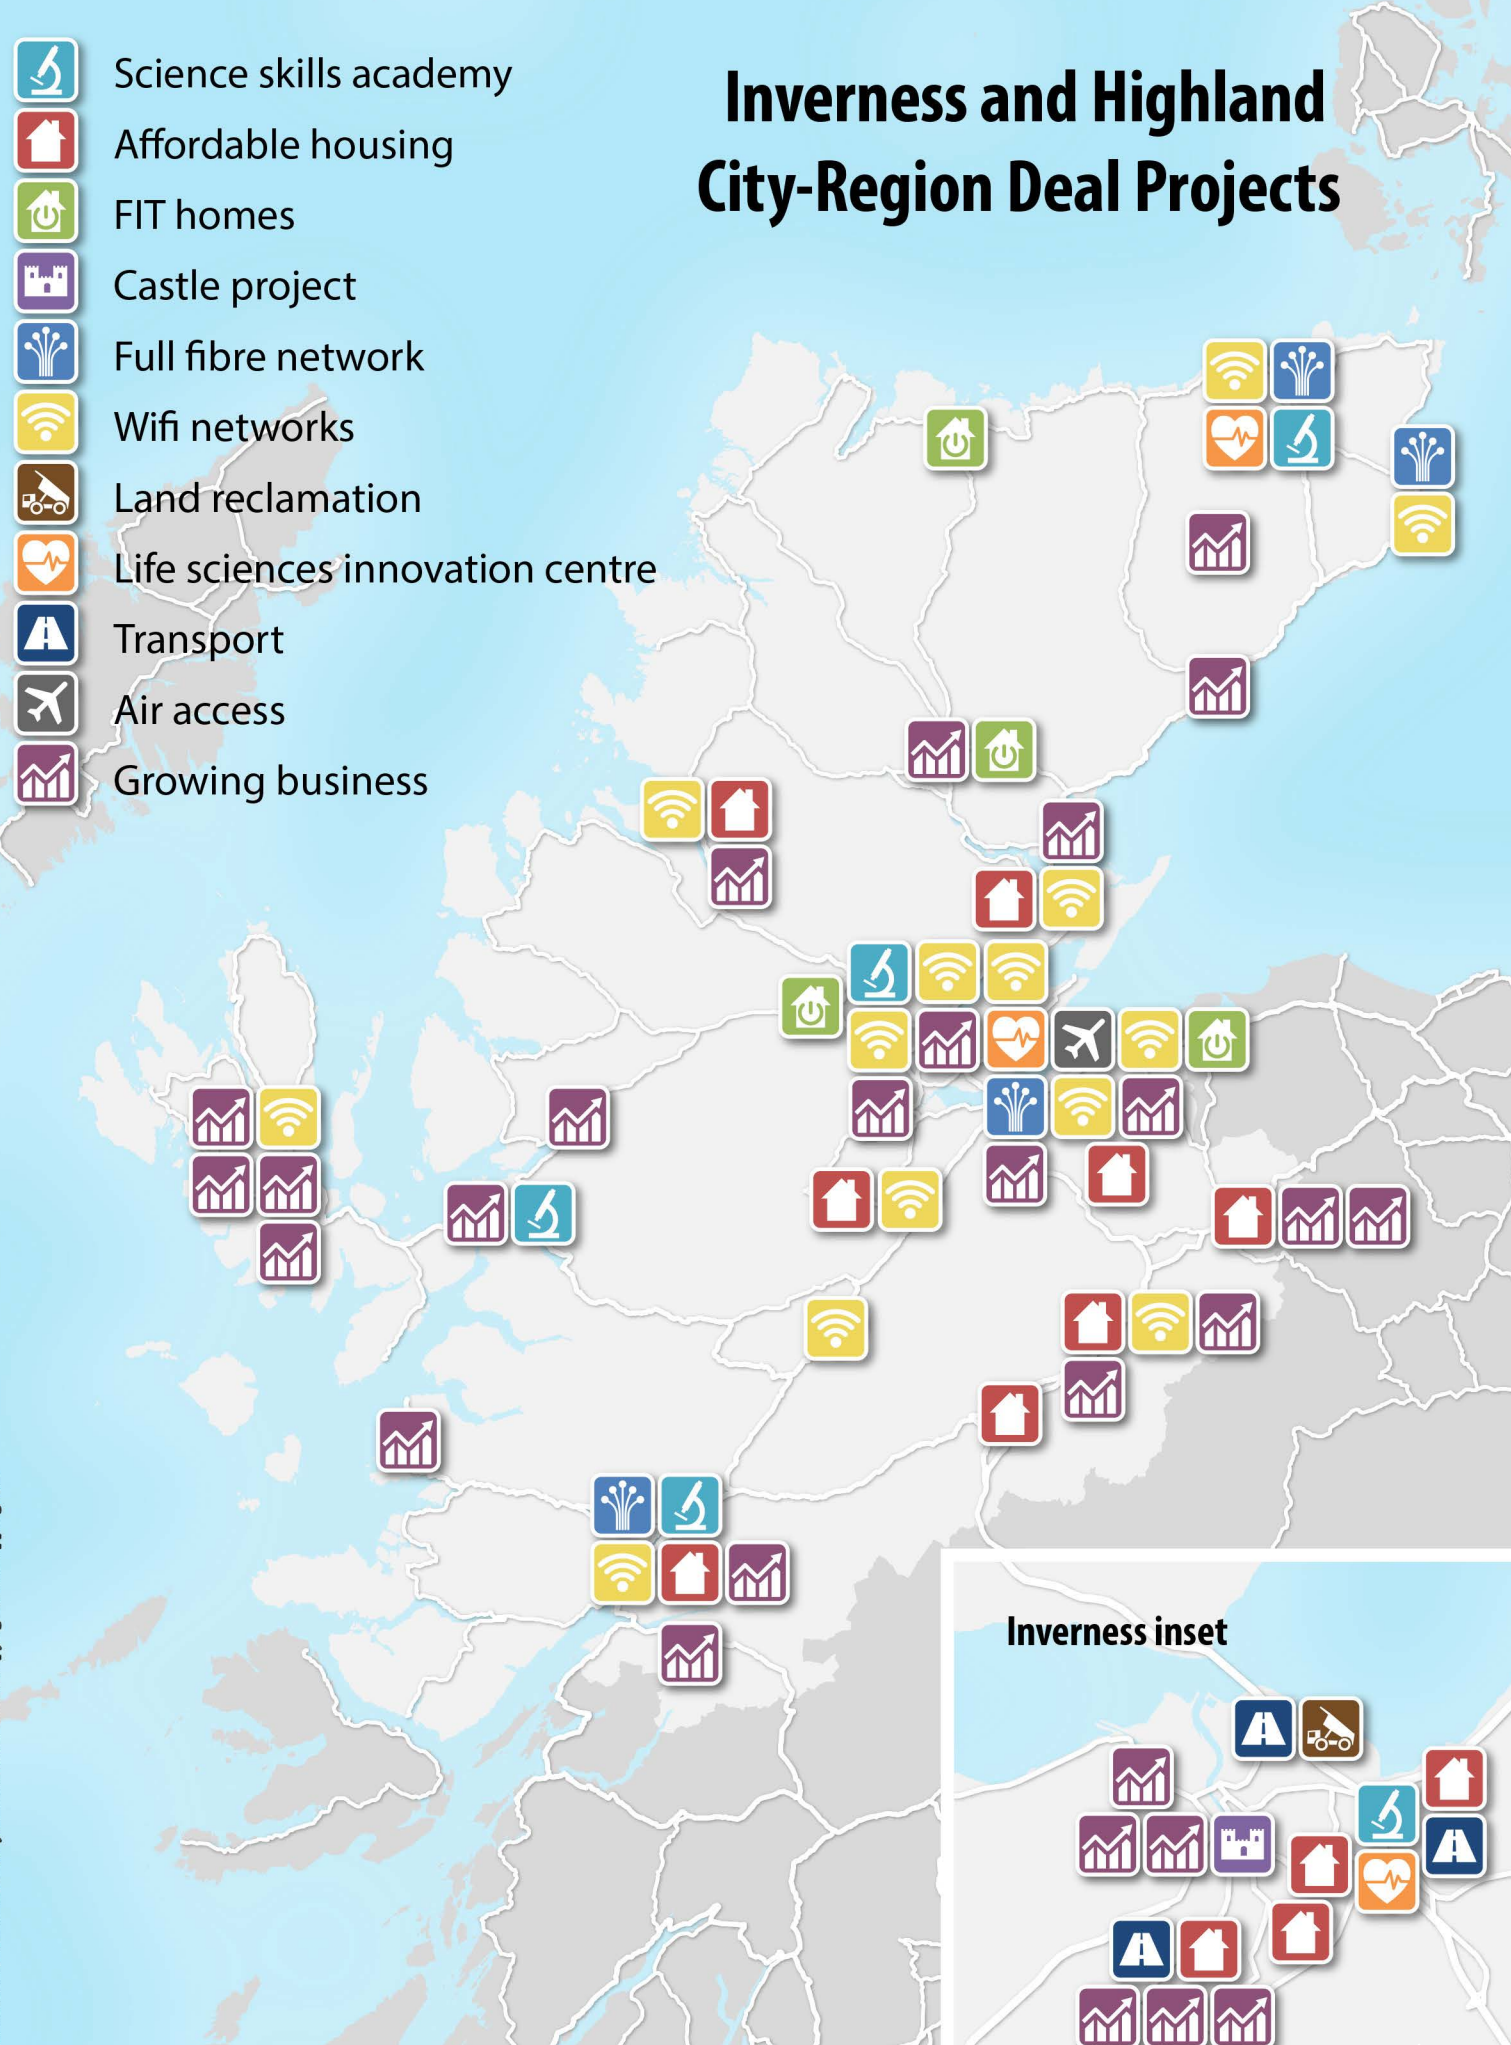 Inverness and Highland
City-Region Deal Projects
Science skills academy
Affordable housing
FIT homes
Castle project
Full fibre network
Wifi networks
Land reclamation
Life sciences innovation centre
Transport
Air access
Growing business
Inverness inset